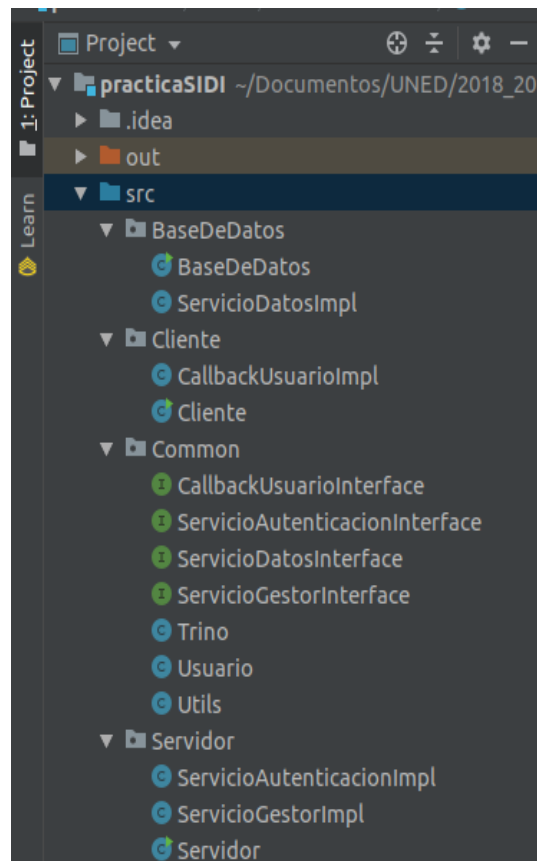 1: Project
Learn
Project
practicaSIDI ~/Documentos/UNED/2018_20
.idea
out
src
BaseDeDatos
BaseDeDatos
ServicioDatosImpl
Cliente
CallbackUsuarioImpl
Cliente
Common
CallbackUsuarioInterface
ServicioAutenticacionInterface
ServicioDatosInterface
ServicioGestorInterface
Trino
Usuario
Utils
Servidor
ServicioAutenticacionImpl
ServicioGestorImpl
Servidor